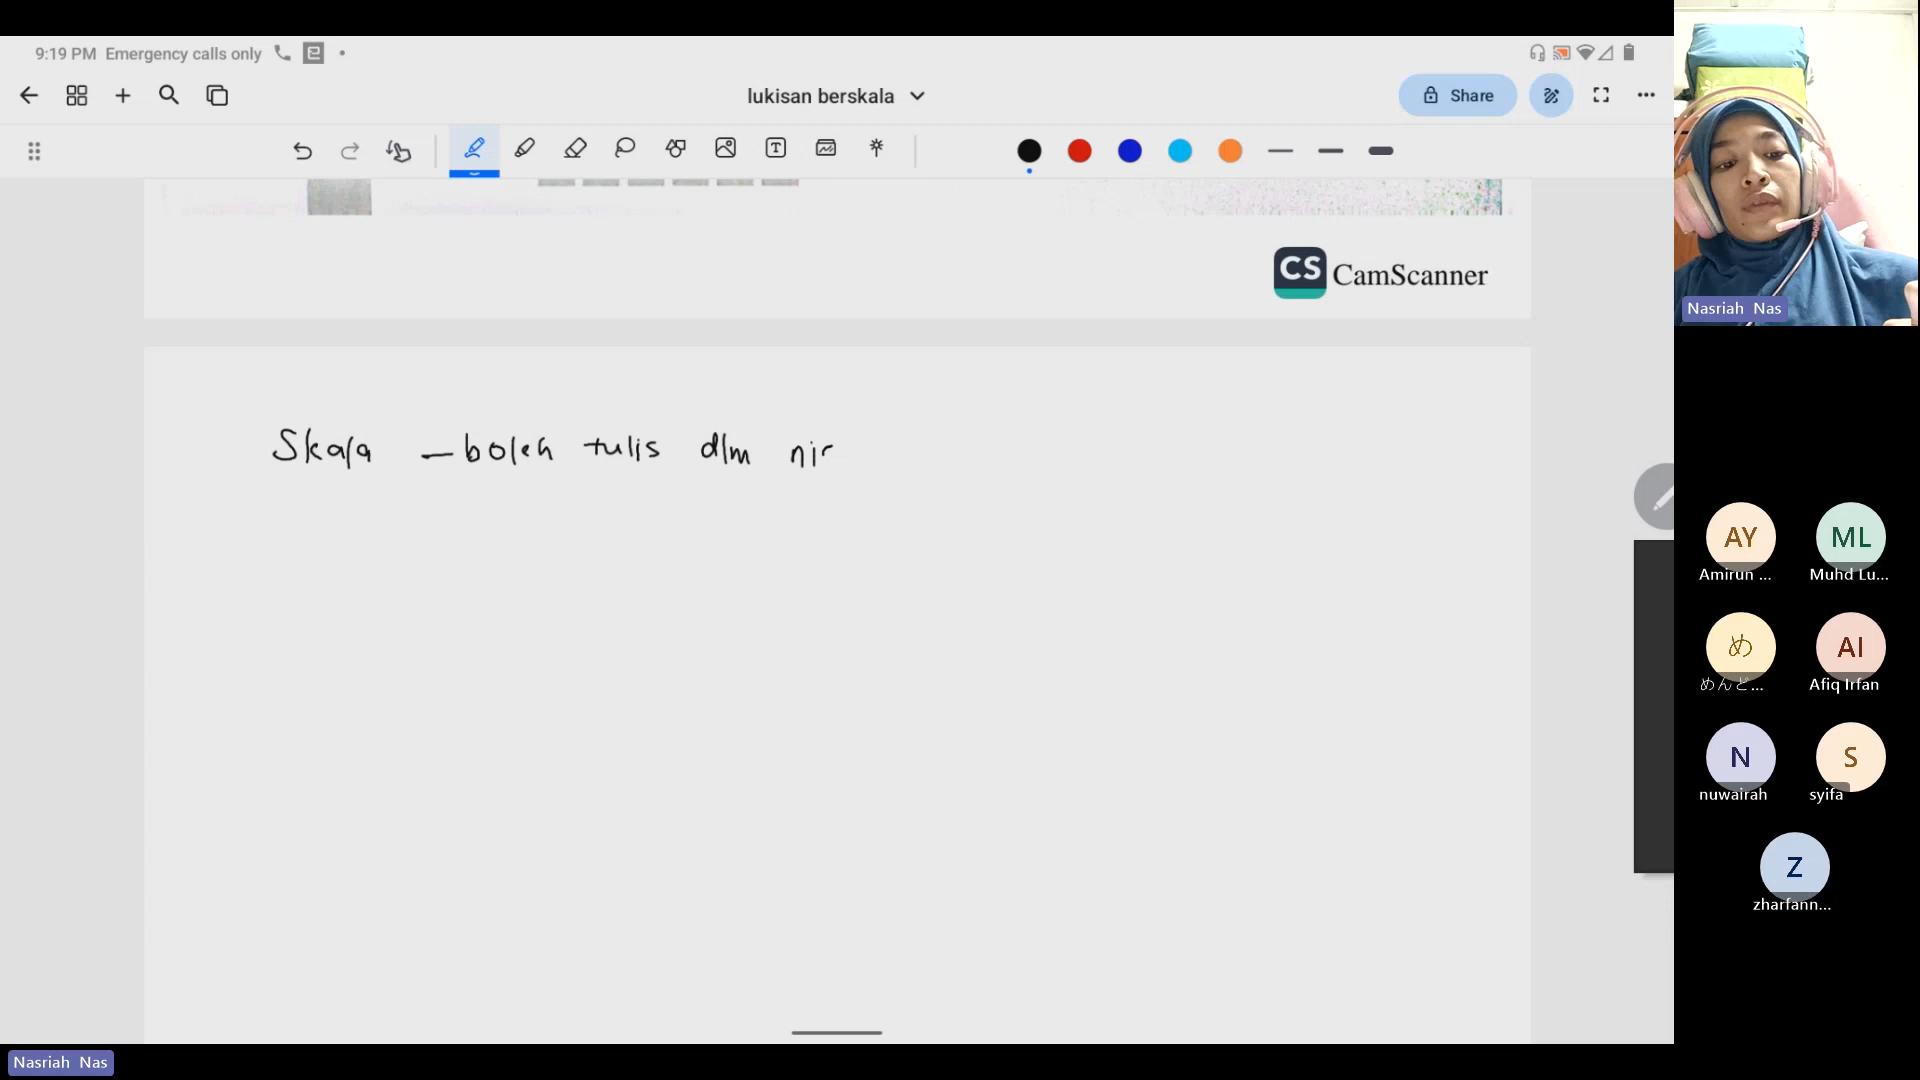 9:19 PM Emergency calls only
lukisan berskala
Share
CS CamScanner
Skala – boleh tulis dlm nir
Nasriah Nas
AY
Amirun ...
ML
Muhd Lu...
め
めんど...
AI
Afiq Irfan
N
nuwairah
S
syifa
Z
zharfann...
Nasriah Nas